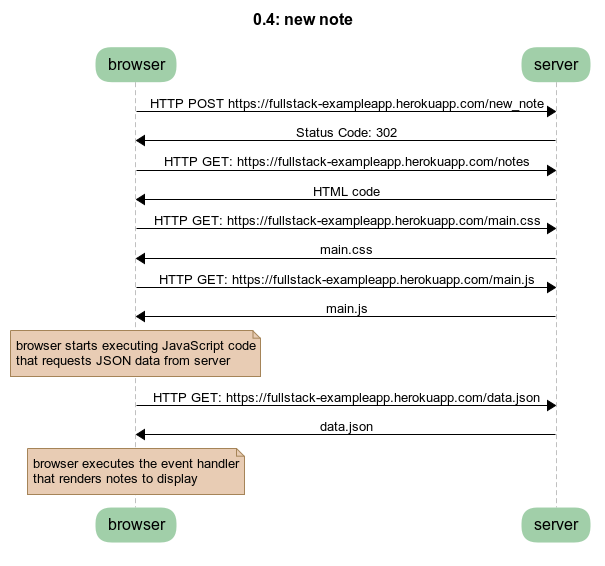 0.4: new note
browser
server
HTTP POST https://fullstack-exampleapp.herokuapp.com/new_note
Status Code: 302
HTTP GET: https://fullstack-exampleapp.herokuapp.com/notes
HTML code
HTTP GET: https://fullstack-exampleapp.herokuapp.com/main.css
main.css
HTTP GET: https://fullstack-exampleapp.herokuapp.com/main.js
main.js
browser starts executing JavaScript code
that requests JSON data from server
HTTP GET: https://fullstack-exampleapp.herokuapp.com/data.json
data.json
browser executes the event handler
that renders notes to display
browser
server